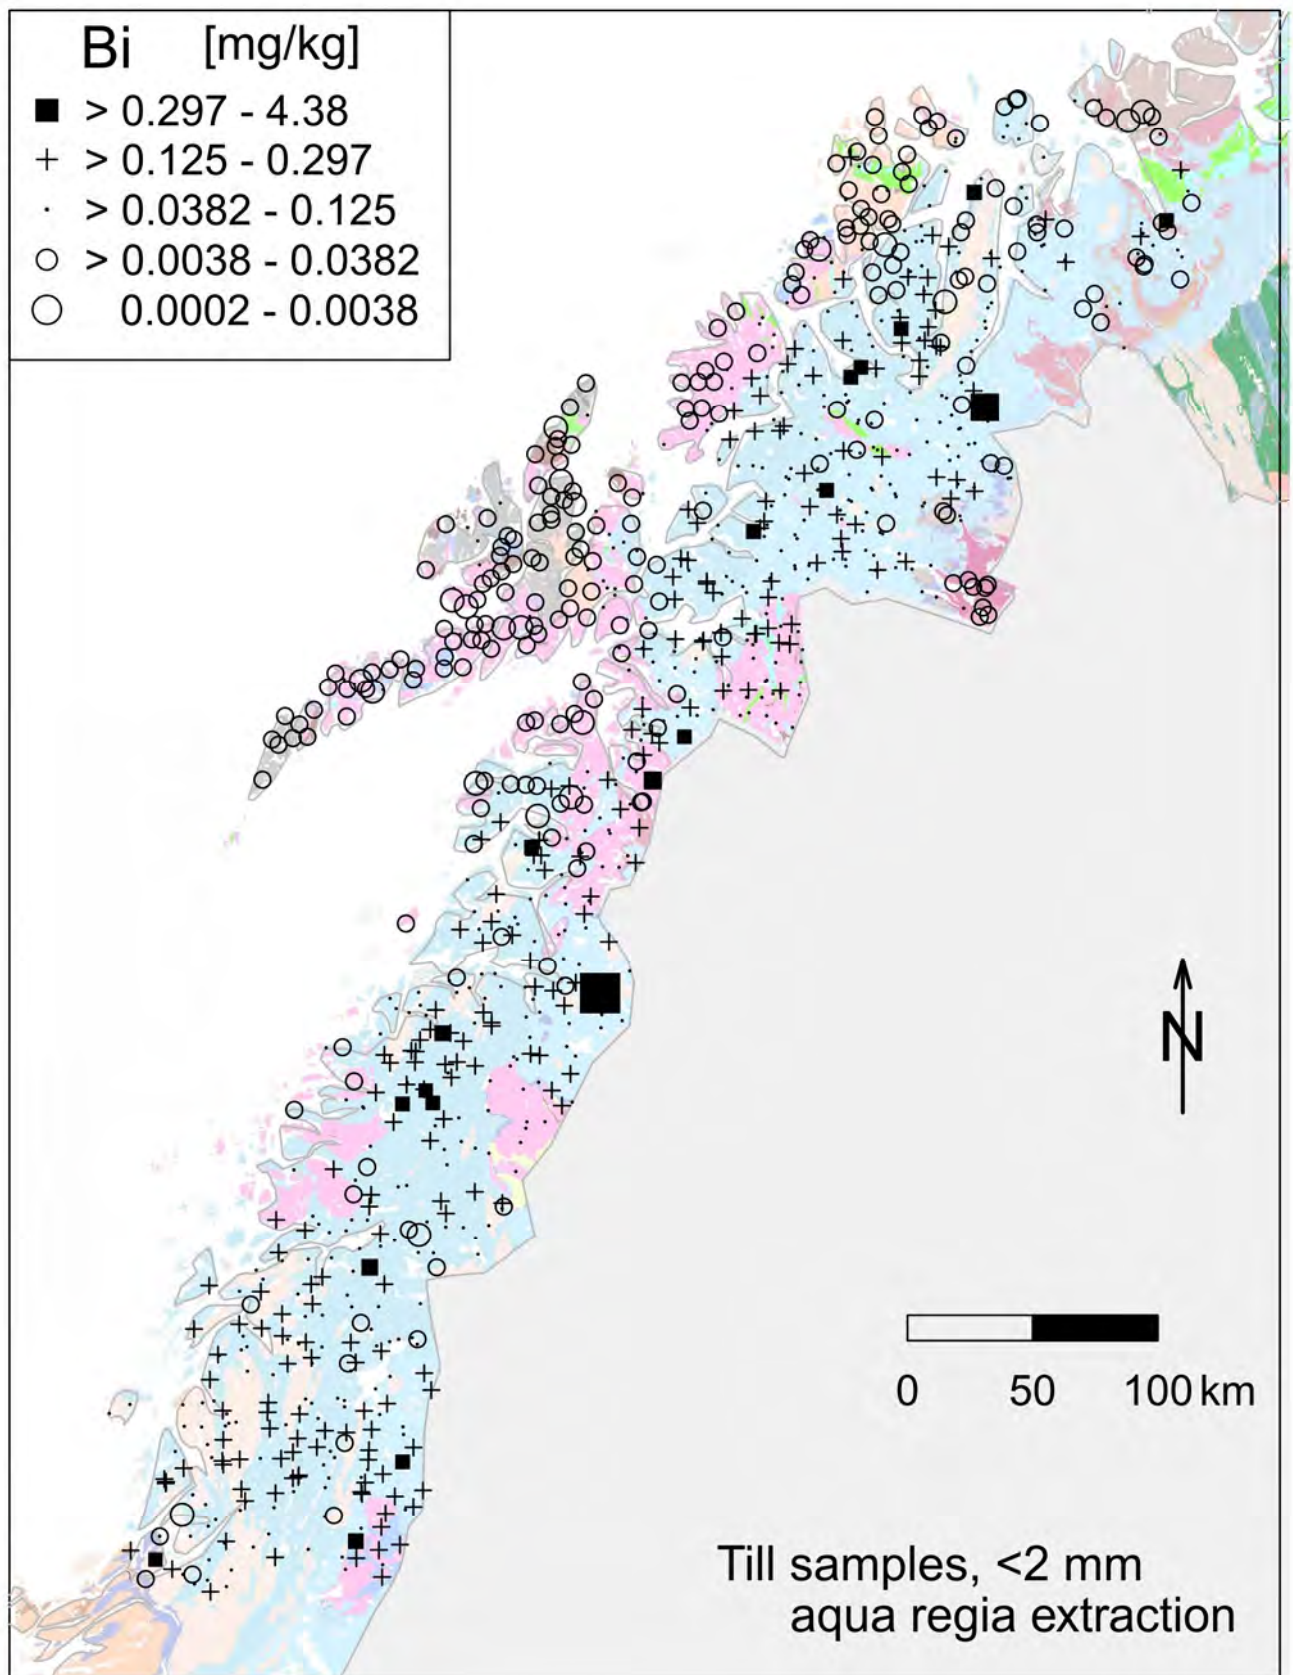 Bi [mg/kg]
> 0.297 - 4.38
> 0.125 - 0.297
> 0.0382 - 0.125
> 0.0038 - 0.0382
0.0002 - 0.0038
N
0 50 100 km
Till samples, <2 mm
aqua regia extraction